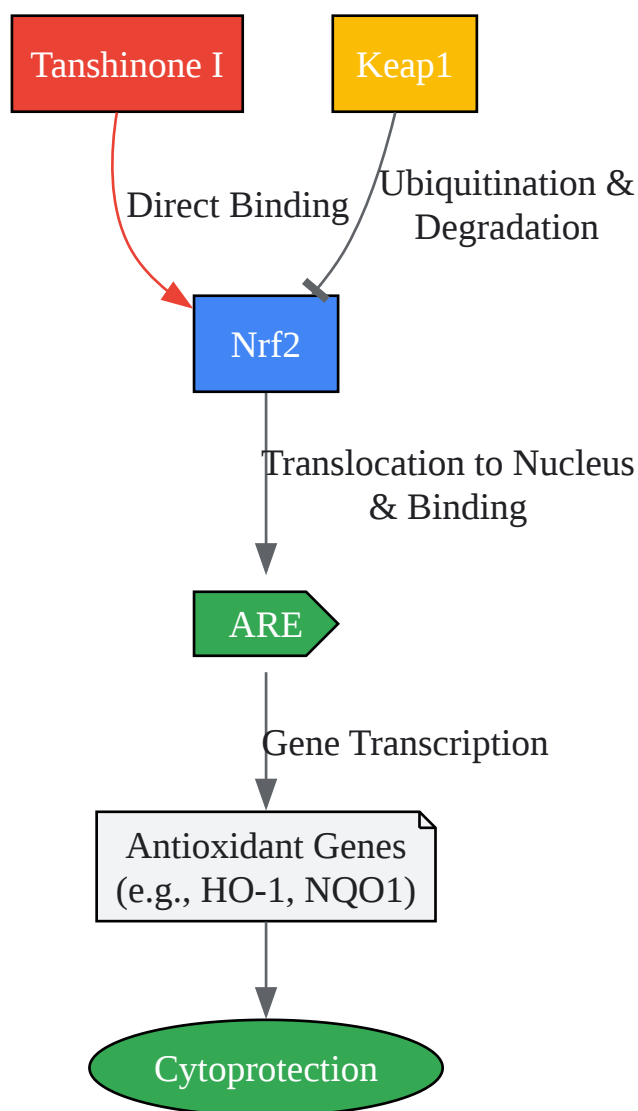 Tanshinone I
Keap1
Direct Binding
Ubiquitination &
Degradation
Nrf2
Translocation to Nucleus
& Binding
ARE
Gene Transcription
Antioxidant Genes
(e.g., HO-1, NQO1)
Cytoprotection